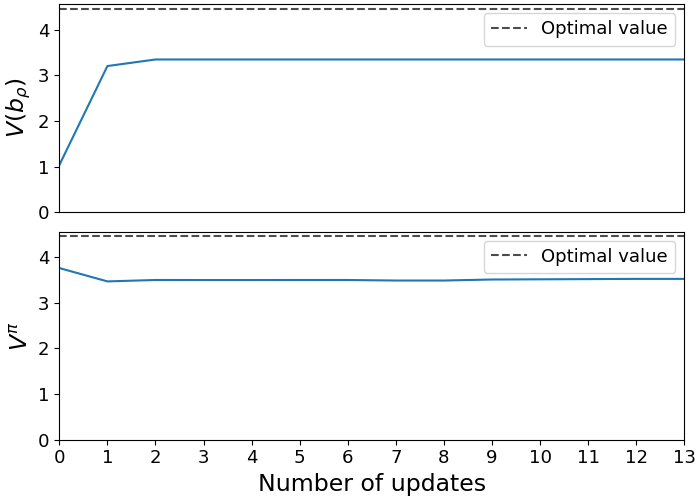 4
3
2
1
0
V(b_ρ)
Optimal value
4
3
2
1
0
V^π
Optimal value
0 1 2 3 4 5 6 7 8 9 10 11 12 13
Number of updates